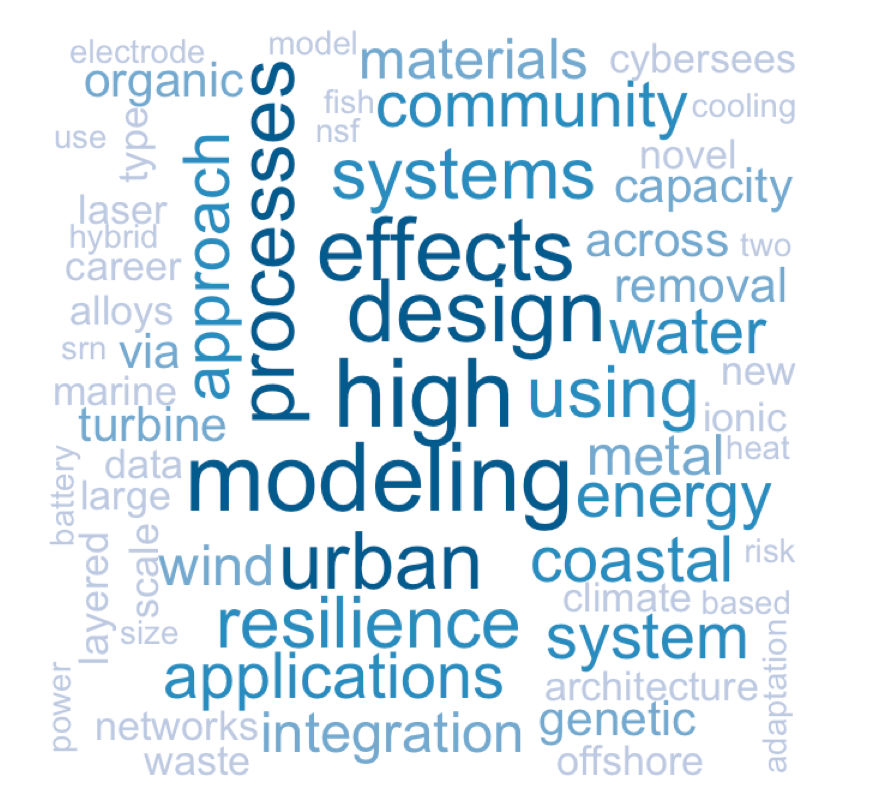 electrode
model
materials
cybersees
organic
processes
fish
community
cooling
use
type
nsf
approach
systems
novel
capacity
laser
hybrid
effects
across
two
career
design
removal
alloys
water
srn
via
high
using
new
marine
turbine
ionic
data
modeling
metal
heat
battery
large
energy
layered
scale
wind
urban
coastal
risk
climate
based
size
resilience
system
adaptation
power
applications
architecture
networks
integration
genetic
waste
offshore